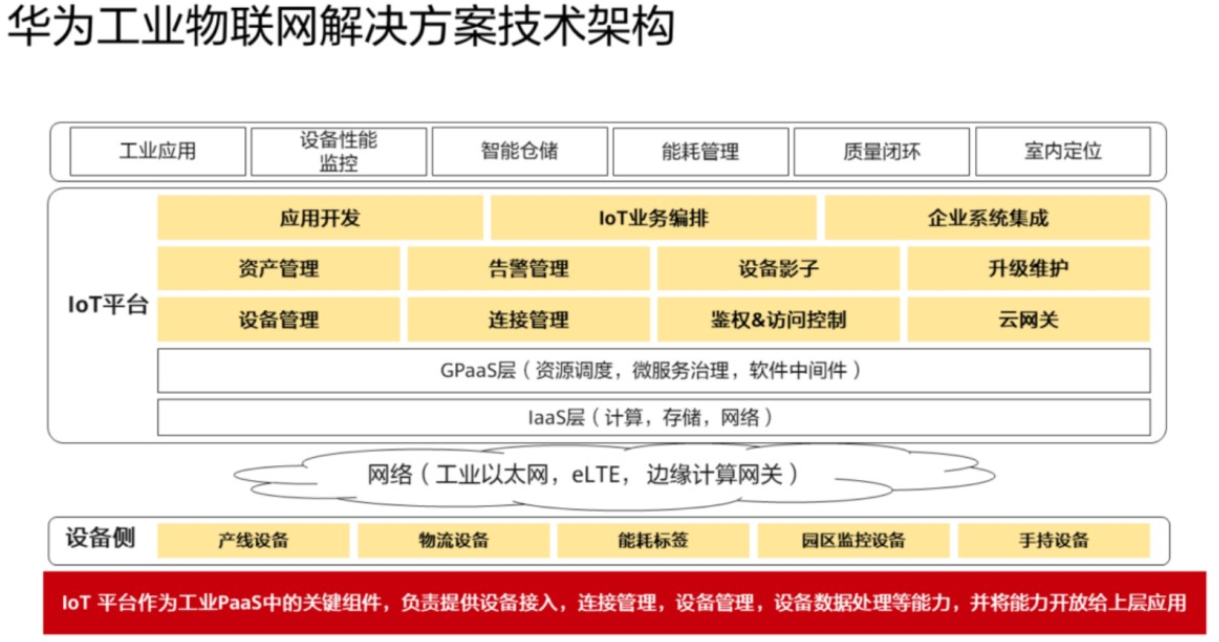 华为工业物联网解决方案技术架构
工业应用
设备性能
监控
智能仓储
能耗管理
质量闭环
室内定位
IoT平台
应用开发
IoT业务编排
企业系统集成
资产管理
告警管理
设备影子
升级维护
设备管理
连接管理
鉴权&访问控制
云网关
GPaaS层（资源调度，微服务治理，软件中间件）
IaaS层（计算，存储，网络）
网络（工业以太网，eLTE， 边缘计算网关）
设备侧
产线设备
物流设备
能耗标签
园区监控设备
手持设备
IoT 平台作为工业PaaS中的关键组件，负责提供设备接入，连接管理，设备管理，设备数据处理等能力，并将能力开放给上层应用